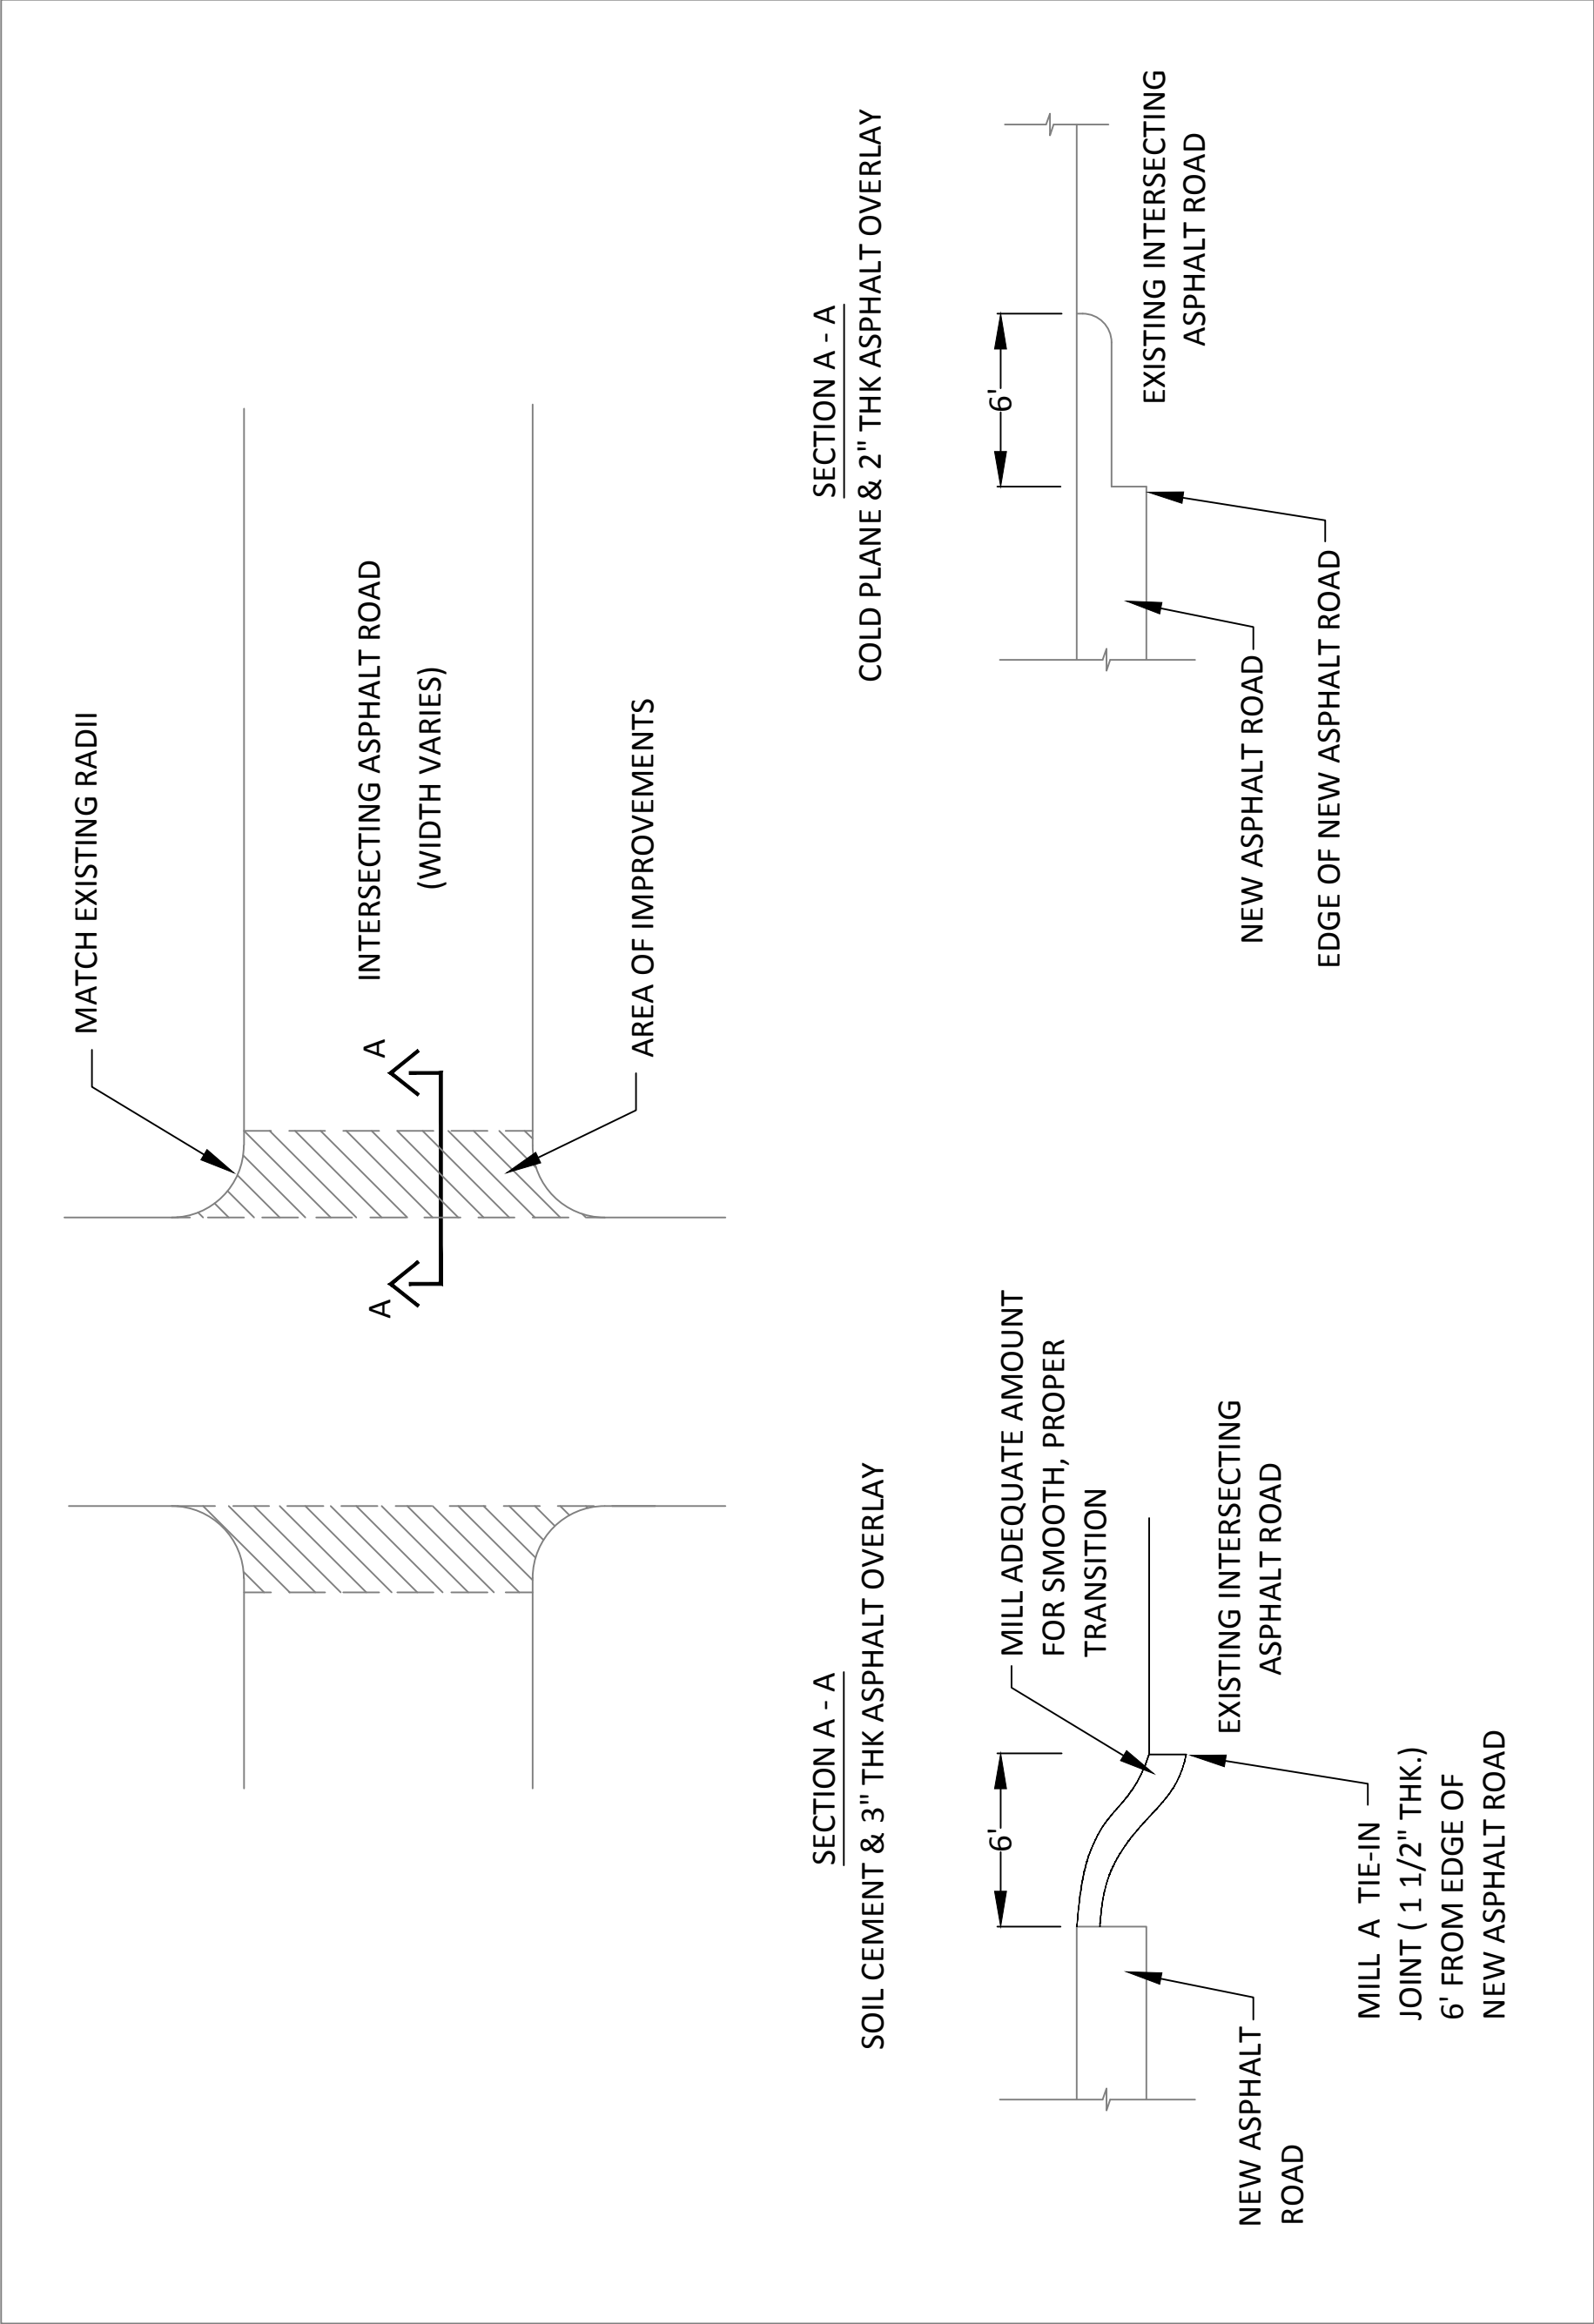 MATCH EXISTING RADII
A
A
INTERSECTING ASPHALT ROAD
(WIDTH VARIES)
AREA OF IMPROVEMENTS
SECTION A - A
SOIL CEMENT & 3" THK ASPHALT OVERLAY
6'
MILL ADEQUATE AMOUNT
FOR SMOOTH, PROPER
TRANSITION
EXISTING INTERSECTING
ASPHALT ROAD
NEW ASPHALT
ROAD
MILL A TIE-IN
JOINT ( 1 1/2" THK.)
6' FROM EDGE OF
NEW ASPHALT ROAD
SECTION A - A
COLD PLANE & 2" THK ASPHALT OVERLAY
6'
EXISTING INTERSECTING
ASPHALT ROAD
NEW ASPHALT ROAD
EDGE OF NEW ASPHALT ROAD